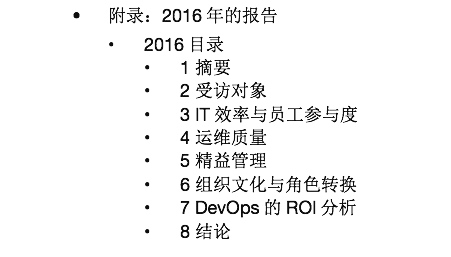 • 附录：2016 年的报告
• 2016 目录
• 1 摘要
• 2 受访对象
• 3 IT 效率与员工参与度
• 4 运维质量
• 5 精益管理
• 6 组织文化与角色转换
• 7 DevOps 的 ROI 分析
• 8 结论